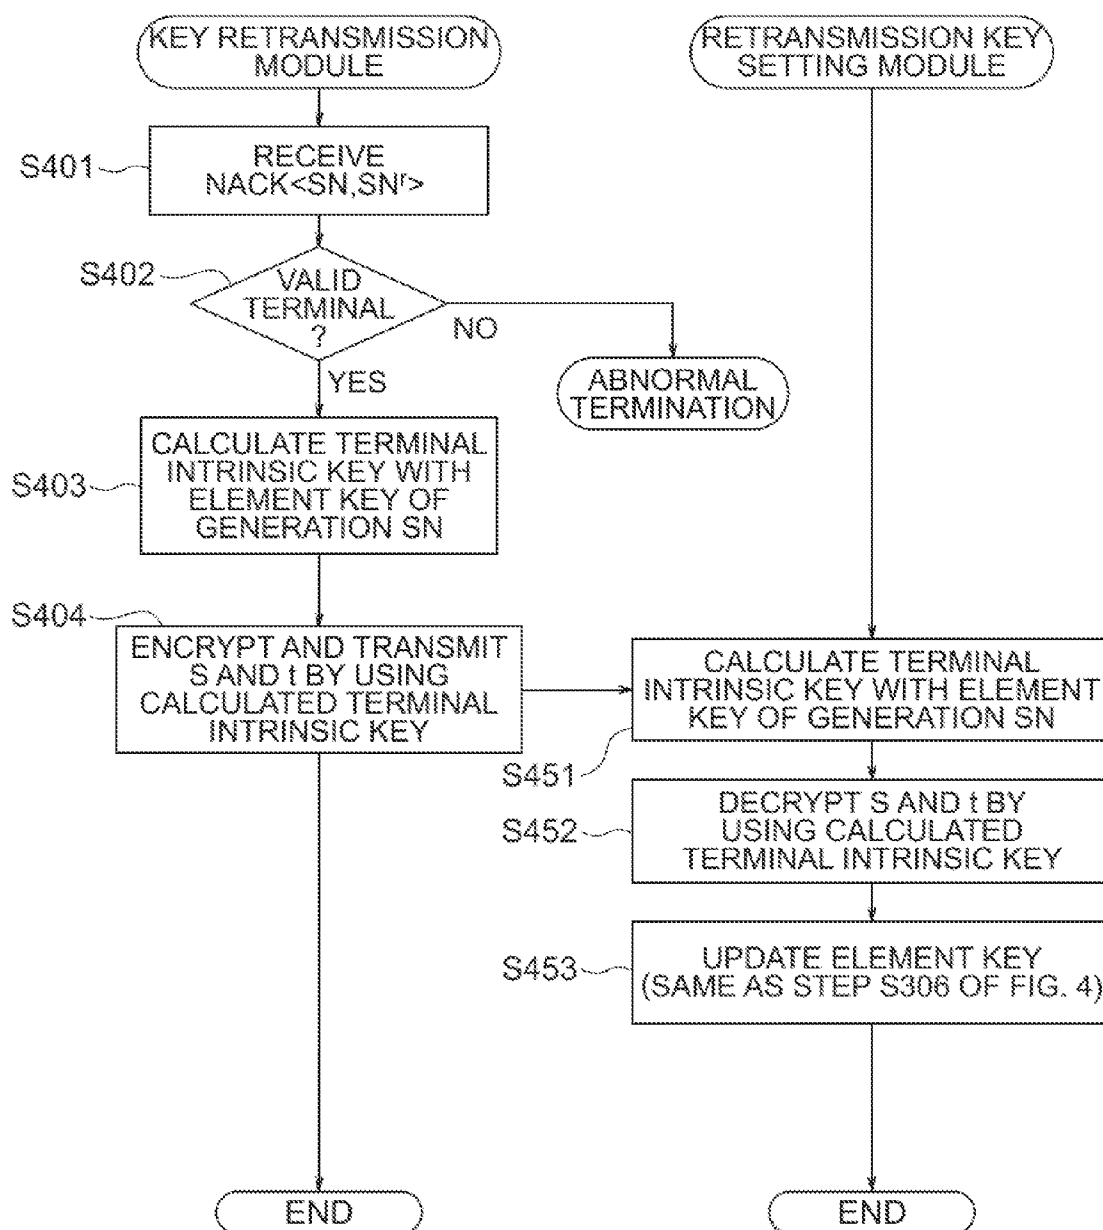 KEY RETRANSMISSION
MODULE
RETRANSMISSION KEY
SETTING MODULE
S401
RECEIVE
NACK<SN,SN'>
S402
VALID
TERMINAL
?
NO
YES
ABNORMAL
TERMINATION
S403
CALCULATE TERMINAL
INTRINSIC KEY WITH
ELEMENT KEY OF
GENERATION SN
S404
ENCRYPT AND TRANSMIT
S AND t BY USING
CALCULATED TERMINAL
INTRINSIC KEY
CALCULATE TERMINAL
INTRINSIC KEY WITH ELEMENT
KEY OF GENERATION SN
S451
S452
DECRYPT S AND t BY
USING CALCULATED
TERMINAL INTRINSIC KEY
S453
UPDATE ELEMENT KEY
(SAME AS STEP S306 OF FIG. 4)
END
END